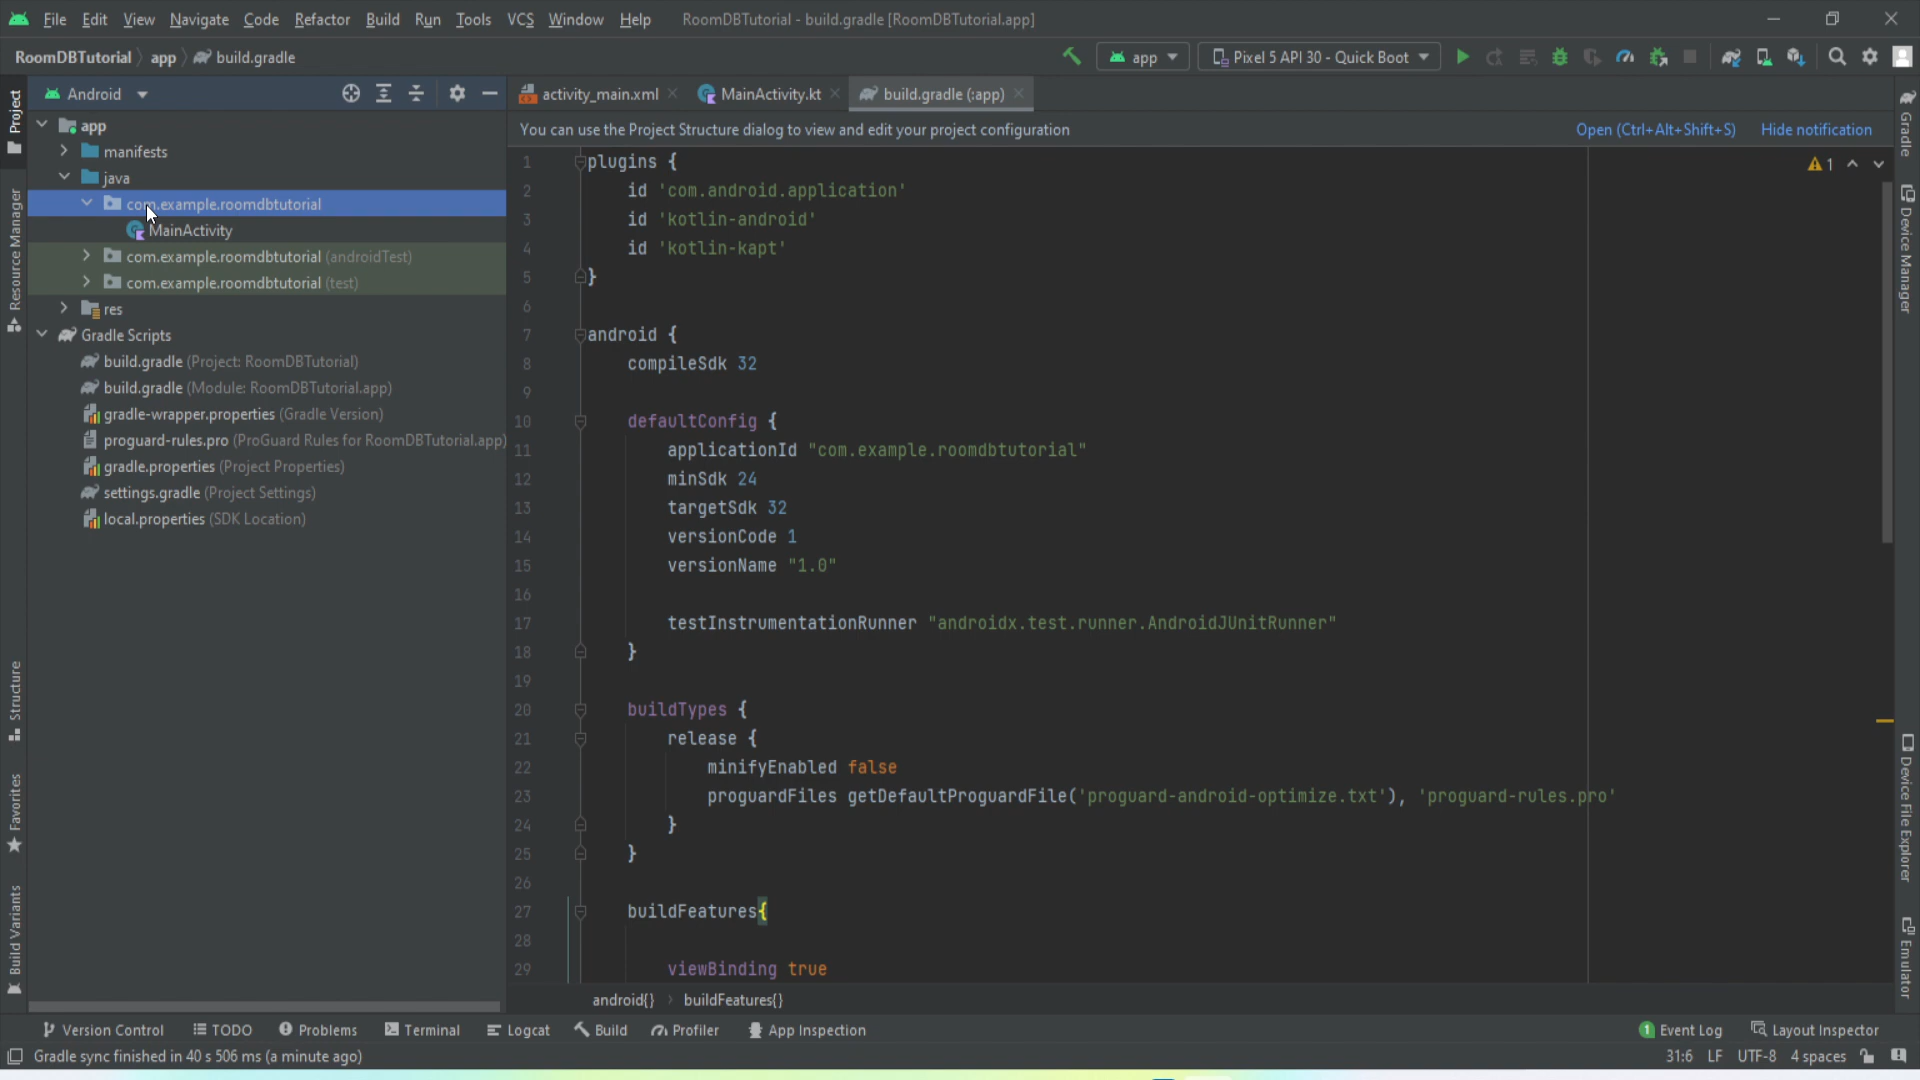 File Edit View Navigate Code Refactor Build Run Tools VCS Window Help RoomDBTutorial - build.gradle [RoomDBTutorial.app]
RoomDBTutorial app build.gradle app Pixel 5 API 30 - Quick Boot
Android activity_main.xml MainActivity.kt build.gradle (:app)
You can use the Project Structure dialog to view and edit your project configuration Open (Ctrl+Alt+Shift+S) Hide notification
Project
Resource Manager
Structure
Favorites
Build Variants
app
manifests
java
com.example.roomdbtutorial
MainActivity
com.example.roomdbtutorial (androidTest)
com.example.roomdbtutorial (test)
res
Gradle Scripts
build.gradle (Project: RoomDBTutorial)
build.gradle (Module: RoomDBTutorial.app)
gradle-wrapper.properties (Gradle Version)
proguard-rules.pro (ProGuard Rules for RoomDBTutorial.app)
gradle.properties (Project Properties)
settings.gradle (Project Settings)
local.properties (SDK Location)
1 plugins { 1
2 id 'com.android.application'
3 id 'kotlin-android'
4 id 'kotlin-kapt'
5 }
6
7 android {
8 compileSdk 32
9
10 defaultConfig {
11 applicationId "com.example.roomdbtutorial"
12 minSdk 24
13 targetSdk 32
14 versionCode 1
15 versionName "1.0"
16
17 testInstrumentationRunner "androidx.test.runner.AndroidJUnitRunner"
18 }
19
20 buildTypes {
21 release {
22 minifyEnabled false
23 proguardFiles getDefaultProguardFile('proguard-android-optimize.txt'), 'proguard-rules.pro'
24 }
25 }
26
27 buildFeatures{
28
29 viewBinding true
android{} buildFeatures{}
Gradle
Device Manager
Device File Explorer
Emulator
Version Control TODO Problems Terminal Logcat Build Profiler App Inspection 1 Event Log Layout Inspector
Gradle sync finished in 40 s 506 ms (a minute ago) 31:6 LF UTF-8 4 spaces